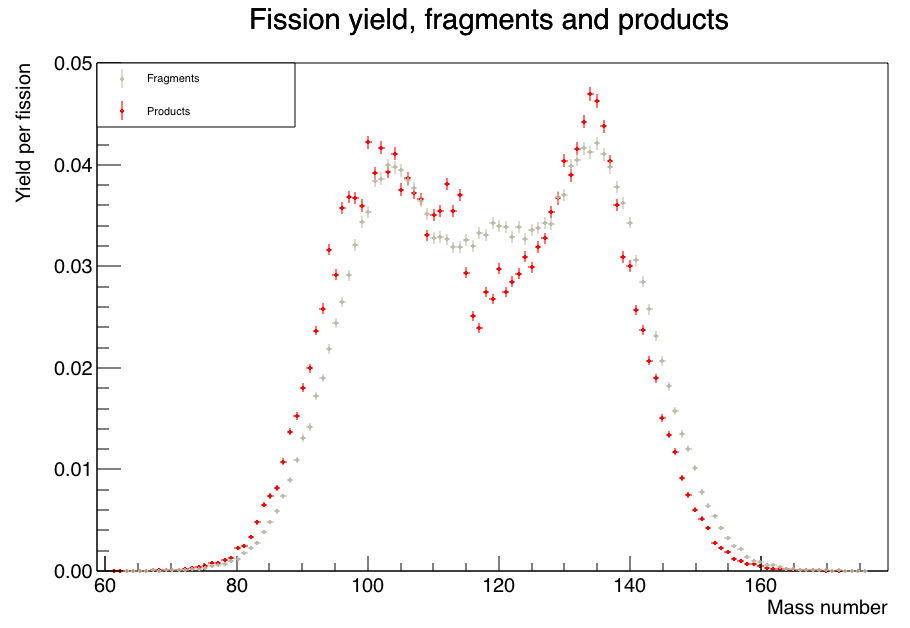 Fission yield, fragments and products
Yield per fission
0.05
0.04
0.03
0.02
0.01
0.00
Fragments
Products
60
80
100
120
140
160
Mass number